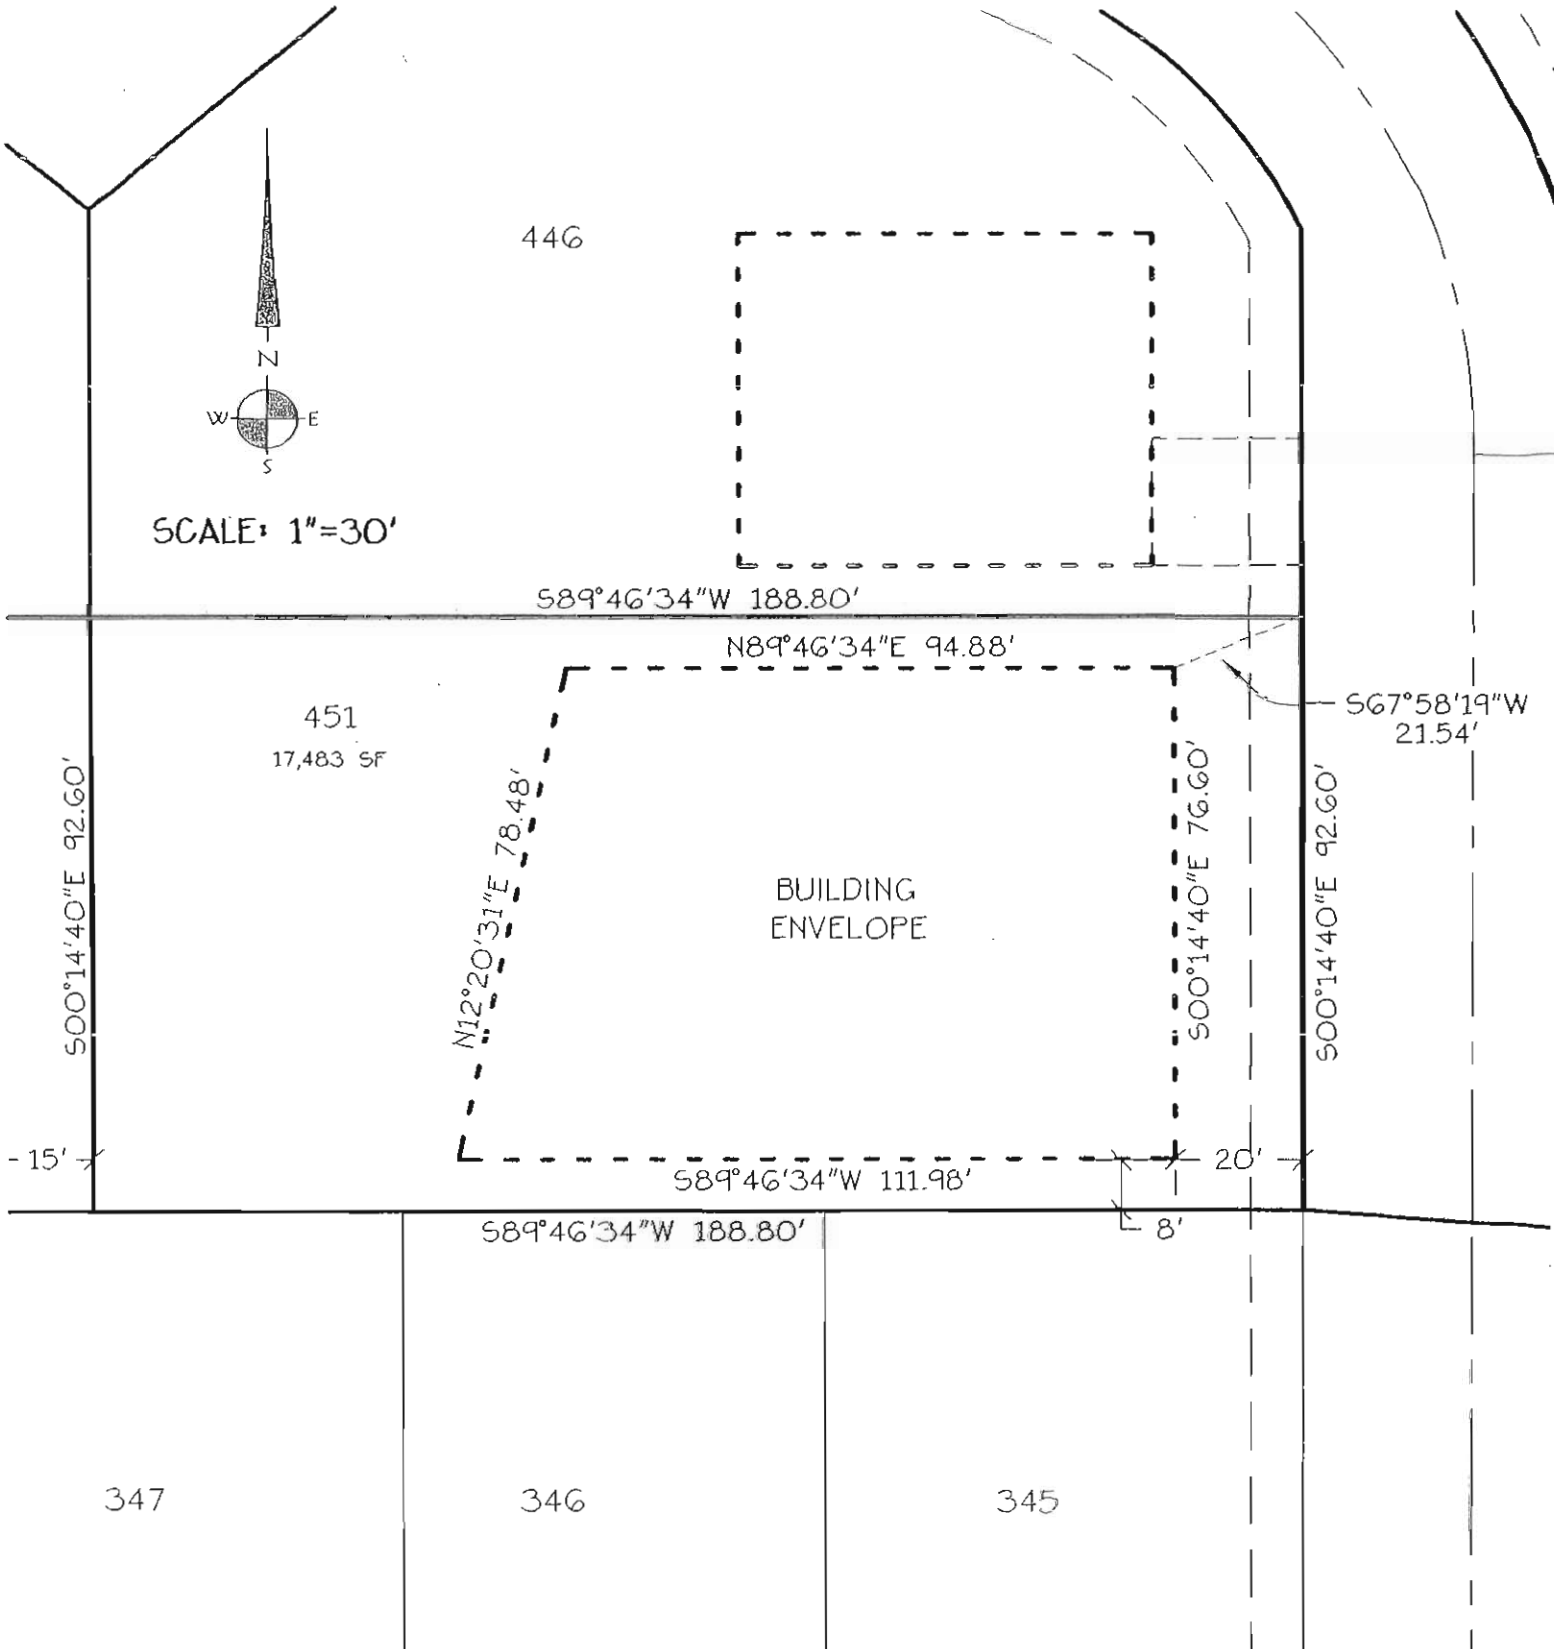 446
N
W E
S
SCALE: 1"=30'
S89°46'34"W 188.80'
N89°46'34"E 94.88'
451
17,483 SF
S67°58'19"W
21.54'
S00°14'40"E 92.60'
N12°20'31"E 78.48'
BUILDING
ENVELOPE
S00°14'40"E 76.60'
S00°14'40"E 92.60'
- 15'
20'
S89°46'34"W 111.98'
8'
S89°46'34"W 188.80'
347
346
345